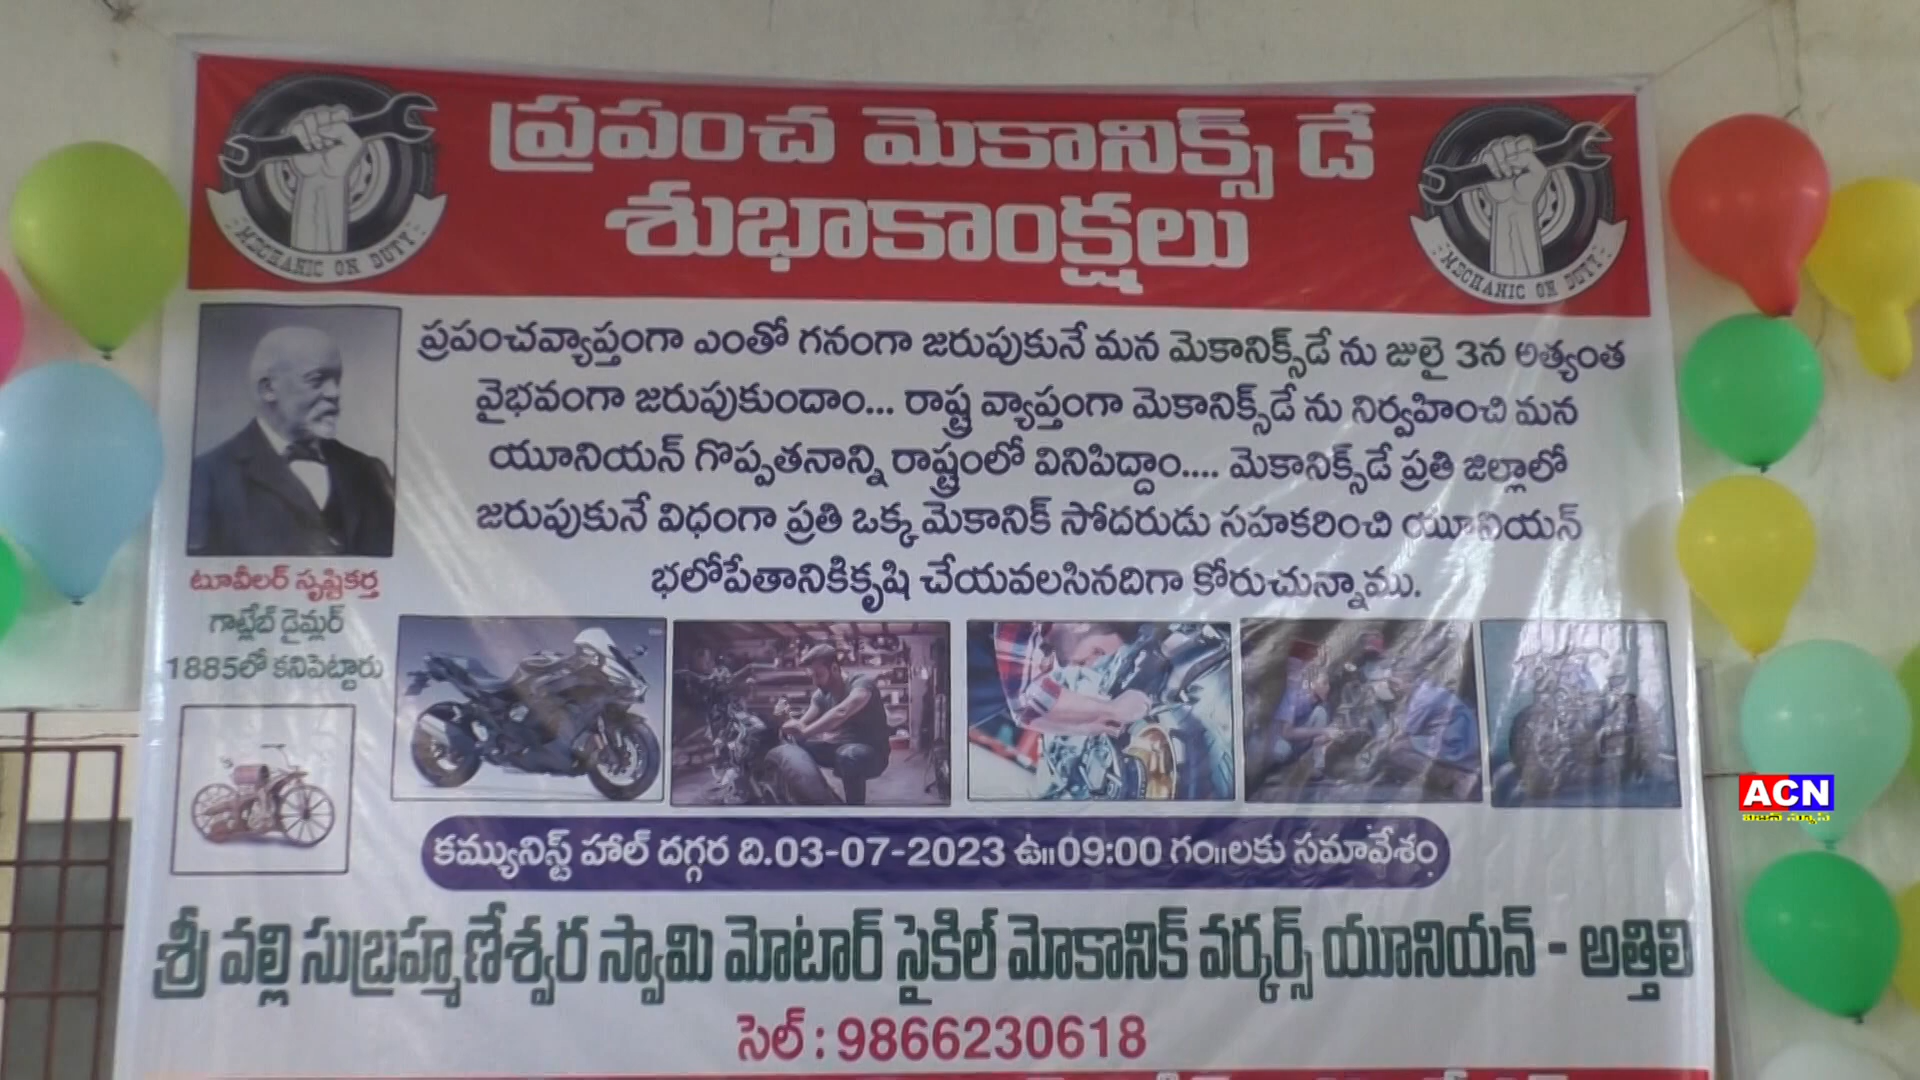 ప్రపంచ మెకానిక్స్ డే
శుభాకాంక్షలు
MECHANIC ON DUTY
MECHANIC ON DUTY
ప్రపంచవ్యాప్తంగా ఎంతో గనంగా జరుపుకునే మన మెకానిక్స్‌డే ను జులై 3న అత్యంత
వైభవంగా జరుపుకుందాం... రాష్ట్ర వ్యాప్తంగా మెకానిక్స్‌డే ను నిర్వహించి మన
యూనియన్ గొప్పతనాన్ని రాష్ట్రంలో వినిపిద్దాం.... మెకానిక్స్‌డే ప్రతి జిల్లాలో
జరుపుకునే విధంగా ప్రతి ఒక్క మెకానిక్ సోదరుడు సహకరించి యూనియన్
భలోపేతానికికృషి చేయవలసినదిగా కోరుచున్నాము.
టూవీలర్ సృష్టికర్త
గాట్లేబ్ డైమ్లర్
1885లో కనిపెట్టారు
కమ్యునిస్ట్ హాల్ దగ్గర ది.03-07-2023 ఉ॥09:00 గం॥లకు సమావేశం
శ్రీ వల్లి సుబ్రహ్మణేశ్వర స్వామి మోటార్ సైకిల్ మోకానిక్ వర్కర్స్ యూనియన్ - అత్తిలి
సెల్ : 9866230618
ACN